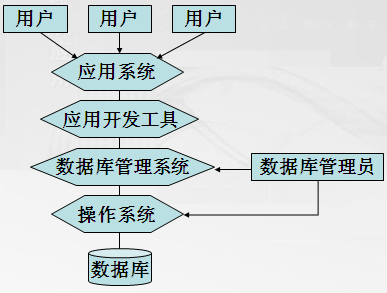 用户 用户 用户
应用系统
应用开发工具
数据库管理系统 数据库管理员
操作系统
数据库